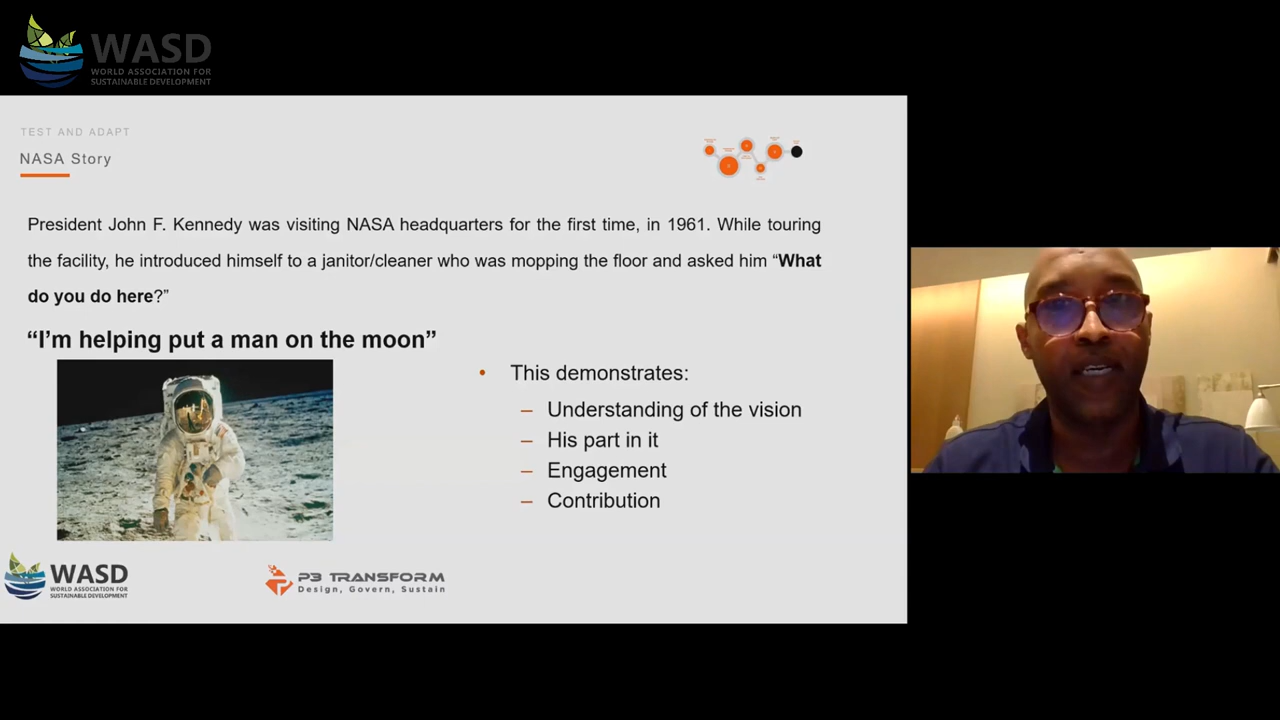 WASD
WORLD ASSOCIATION FOR
SUSTAINABLE DEVELOPMENT
TEST AND ADAPT
NASA Story
President John F. Kennedy was visiting NASA headquarters for the first time, in 1961. While touring
the facility, he introduced himself to a janitor/cleaner who was mopping the floor and asked him “What
do you do here?”
“I’m helping put a man on the moon”
• This demonstrates:
– Understanding of the vision
– His part in it
– Engagement
– Contribution
WASD
WORLD ASSOCIATION FOR
SUSTAINABLE DEVELOPMENT
P3 TRANSFORM
Design, Govern, Sustain